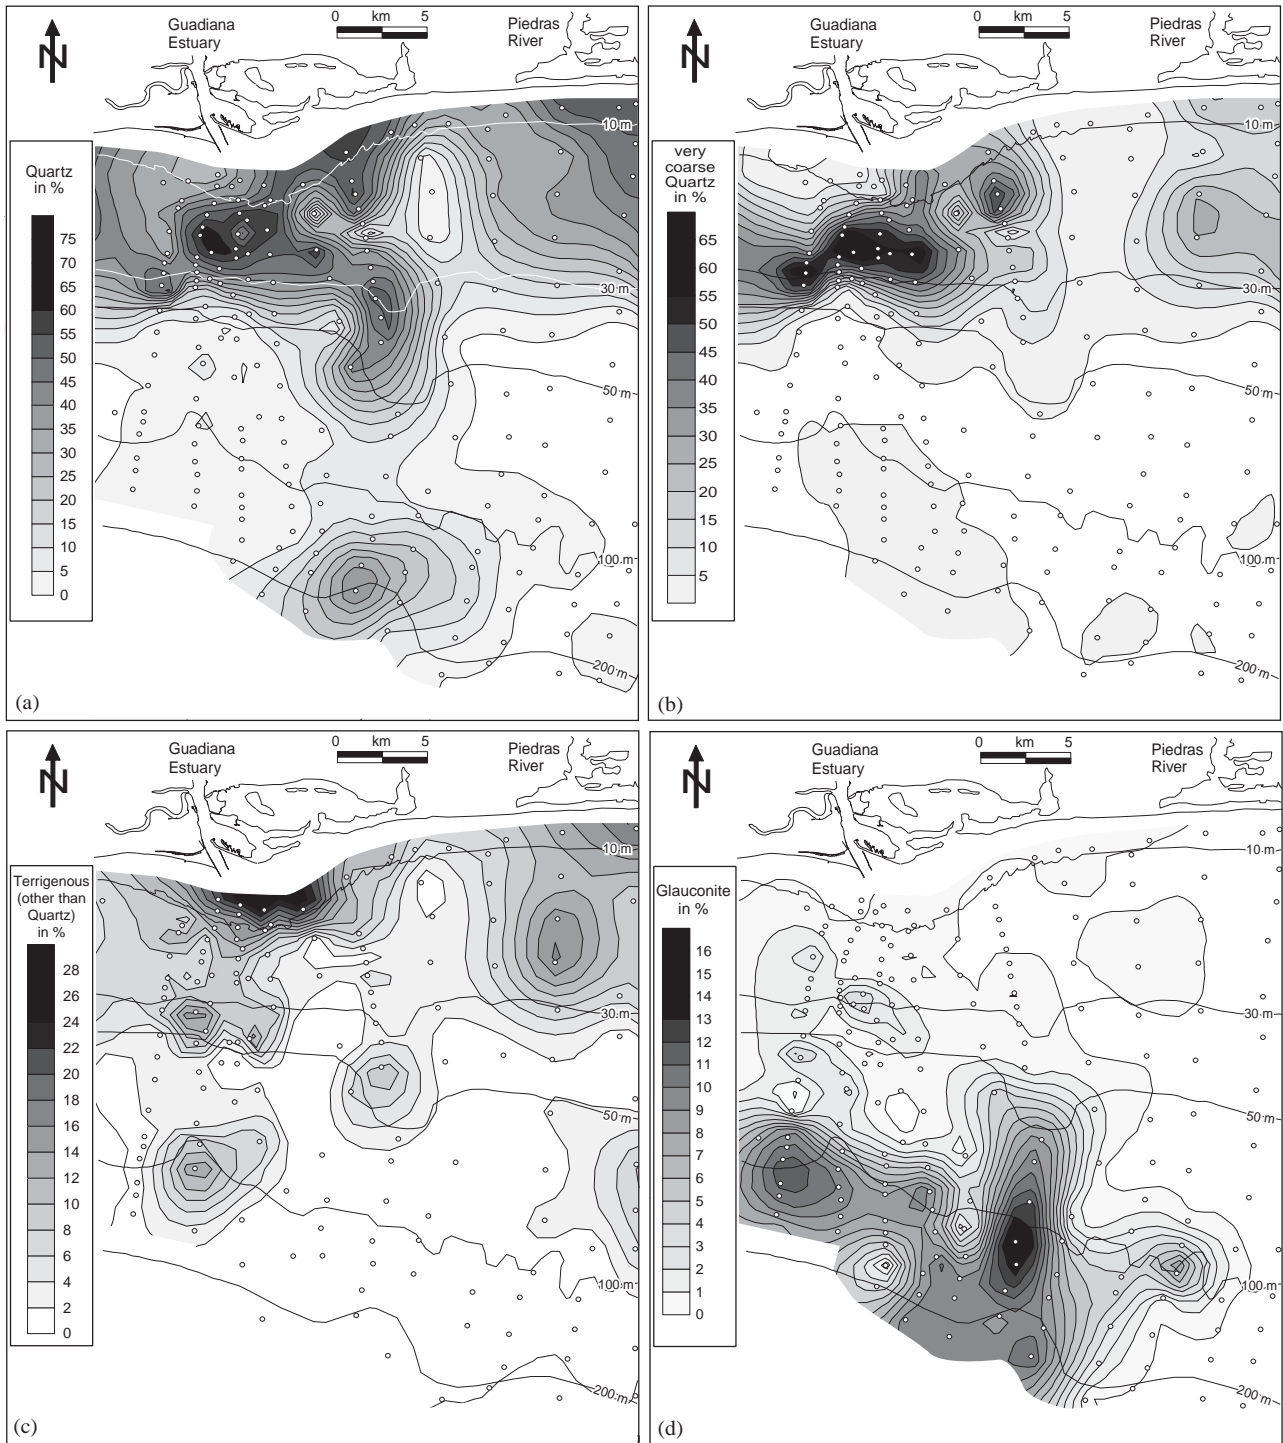 Guadiana
Estuary
0 km 5
Piedras
River
N
10 m
Quartz
in %
75
70
65
60
55
50
45
40
35
30
25
20
15
10
5
0
30 m
50 m
100 m
200 m
(a)
Guadiana
Estuary
0 km 5
Piedras
River
N
10 m
very
coarse
Quartz
in %
65
60
55
50
45
40
35
30
20
15
10
5
30 m
50 m
100 m
200 m
(b)
Guadiana
Estuary
0 km 5
Piedras
River
N
10 m
Terrigenous
(other than
Quartz)
in %
28
26
24
22
20
18
16
14
12
10
8
6
4
2
0
30 m
50 m
100 m
200 m
(c)
Guadiana
Estuary
0 km 5
Piedras
River
N
10 m
Glauconite
in %
16
15
14
13
12
11
10
9
8
7
6
5
4
3
2
1
0
30 m
50 m
100 m
200 m
(d)